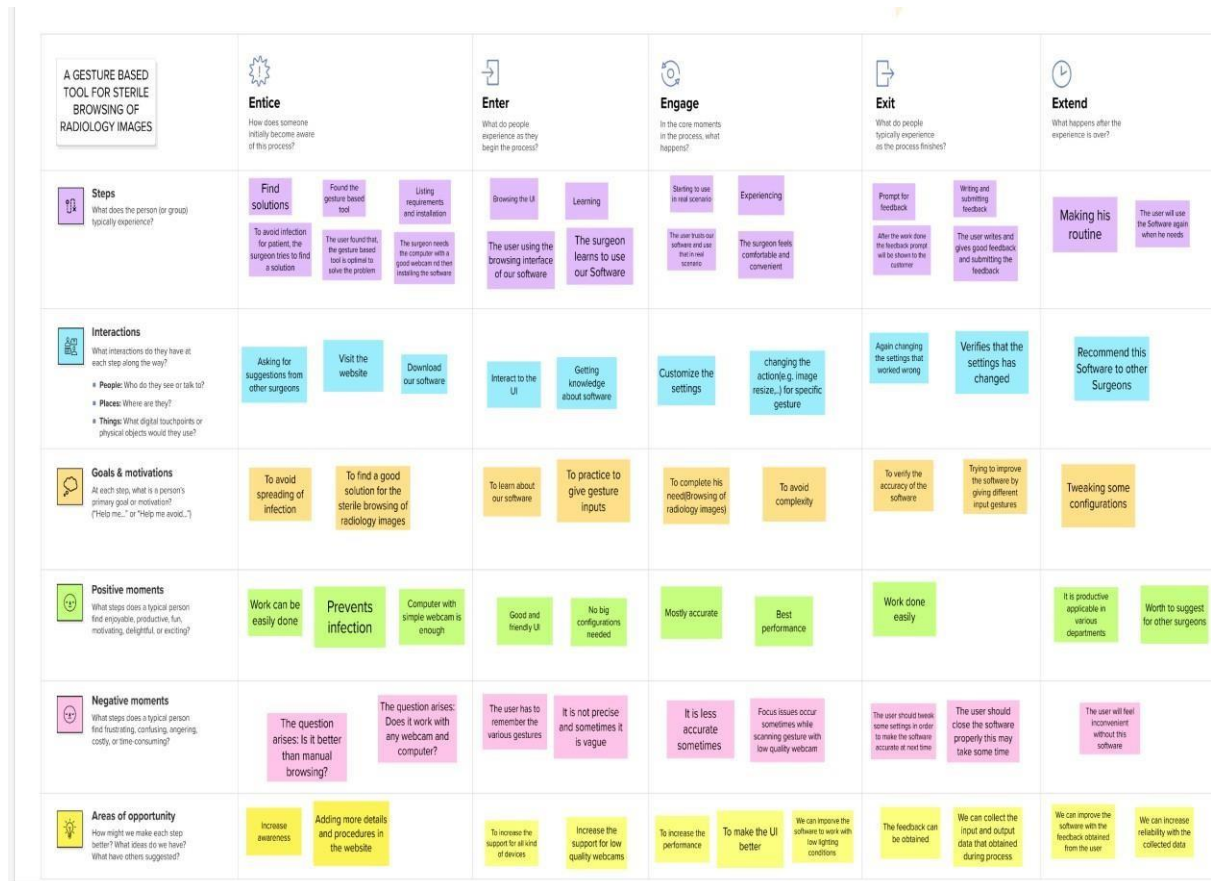 A GESTURE BASED
TOOL FOR STERILE
BROWSING OF
RADIOLOGY IMAGES
Entice
How does someone
initially become aware
of this process?
Enter
What do people
experience as they
begin the process?
Engage
In the core moments
in the process, what
happens?
Exit
What do people
typically experience
as the process finishes?
Extend
What happens after the
experience is over?
Steps
What does the person (or group)
typically experience?
Find
solutions
Found the
gesture based
tool
Listing
requirements
and installation
To avoid infection
for patient, the
surgeon tries to find
a solution
The user found that,
the gesture based
tool is optimal to
solve the problem
The surgeon needs
the computer with a
good webcam nd then
installing the software
Browsing the UI
Learning
The user using the
browsing interface
of our software
The surgeon
learns to use
our Software
Starting to use
in real scenario
Experiencing
The user trusts our
software and use
that in real
scenario
The surgeon feels
comfortable and
convenient
Prompt for
feedback
Writing and
submitting
feedback
After the work done
the feedback prompt
will be shown to the
customer
The user writes and
gives good feedback
and submitting the
feedback
Making his
routine
The user will use
the Software again
when he needs
Interactions
What interactions do they have at
each step along the way?
People: Who do they see or talk to?
Places: Where are they?
Things: What digital touchpoints or
physical objects would they use?
Asking for
suggestions from
other surgeons
Visit the
website
Download
our software
Interact to the
UI
Getting
knowledge
about software
Customize the
settings
changing the
action(e.g. image
resize,..) for specific
gesture
Again changing
the settings that
worked wrong
Verifies that the
settings has
changed
Recommend this
Software to other
Surgeons
Goals & motivations
At each step, what is a person's
primary goal or motivation?
("Help me..." or "Help me avoid...")
To avoid
spreading of
infection
To find a good
solution for the
sterile browsing of
radiology images
To learn about
our software
To practice to
give gesture
inputs
To complete his
need(Browsing of
radiology images)
To avoid
complexity
To verify the
accuracy of the
software
Trying to improve
the software by
giving different
input gestures
Tweaking some
configurations
Positive moments
What steps does a typical person
find enjoyable, productive, fun,
motivating, delightful, or exciting?
Work can be
easily done
Prevents
infection
Computer with
simple webcam is
enough
Good and
friendly UI
No big
configurations
needed
Mostly accurate
Best
performance
Work done
easily
It is productive
applicable in
various
departments
Worth to suggest
for other surgeons
Negative moments
What steps does a typical person
find frustrating, confusing, angering,
costly, or time-consuming?
The question
arises: Is it better
than manual
browsing?
The question arises:
Does it work with
any webcam and
computer?
The user has to
remember the
various gestures
It is not precise
and sometimes it
is vague
It is less
accurate
sometimes
Focus issues occur
sometimes while
scanning gesture with
low quality webcam
The user should tweak
some settings in order
to make the software
accurate at next time
The user should
close the software
properly this may
take some time
The user will feel
inconvenient
without this
software
Areas of opportunity
How might we make each step
better? What ideas do we have?
What have others suggested?
Increase
awareness
Adding more details
and procedures in
the website
To increase the
support for all kind
of devices
Increase the
support for low
quality webcams
To increase the
performance
To make the UI
better
We can imporve the
software to work with
low lighting
conditions
The feedback can
be obtained
We can collect the
input and output
data that obtained
during process
We can improve the
software with the
feedback obtained
from the user
We can increase
reliability with the
collected data